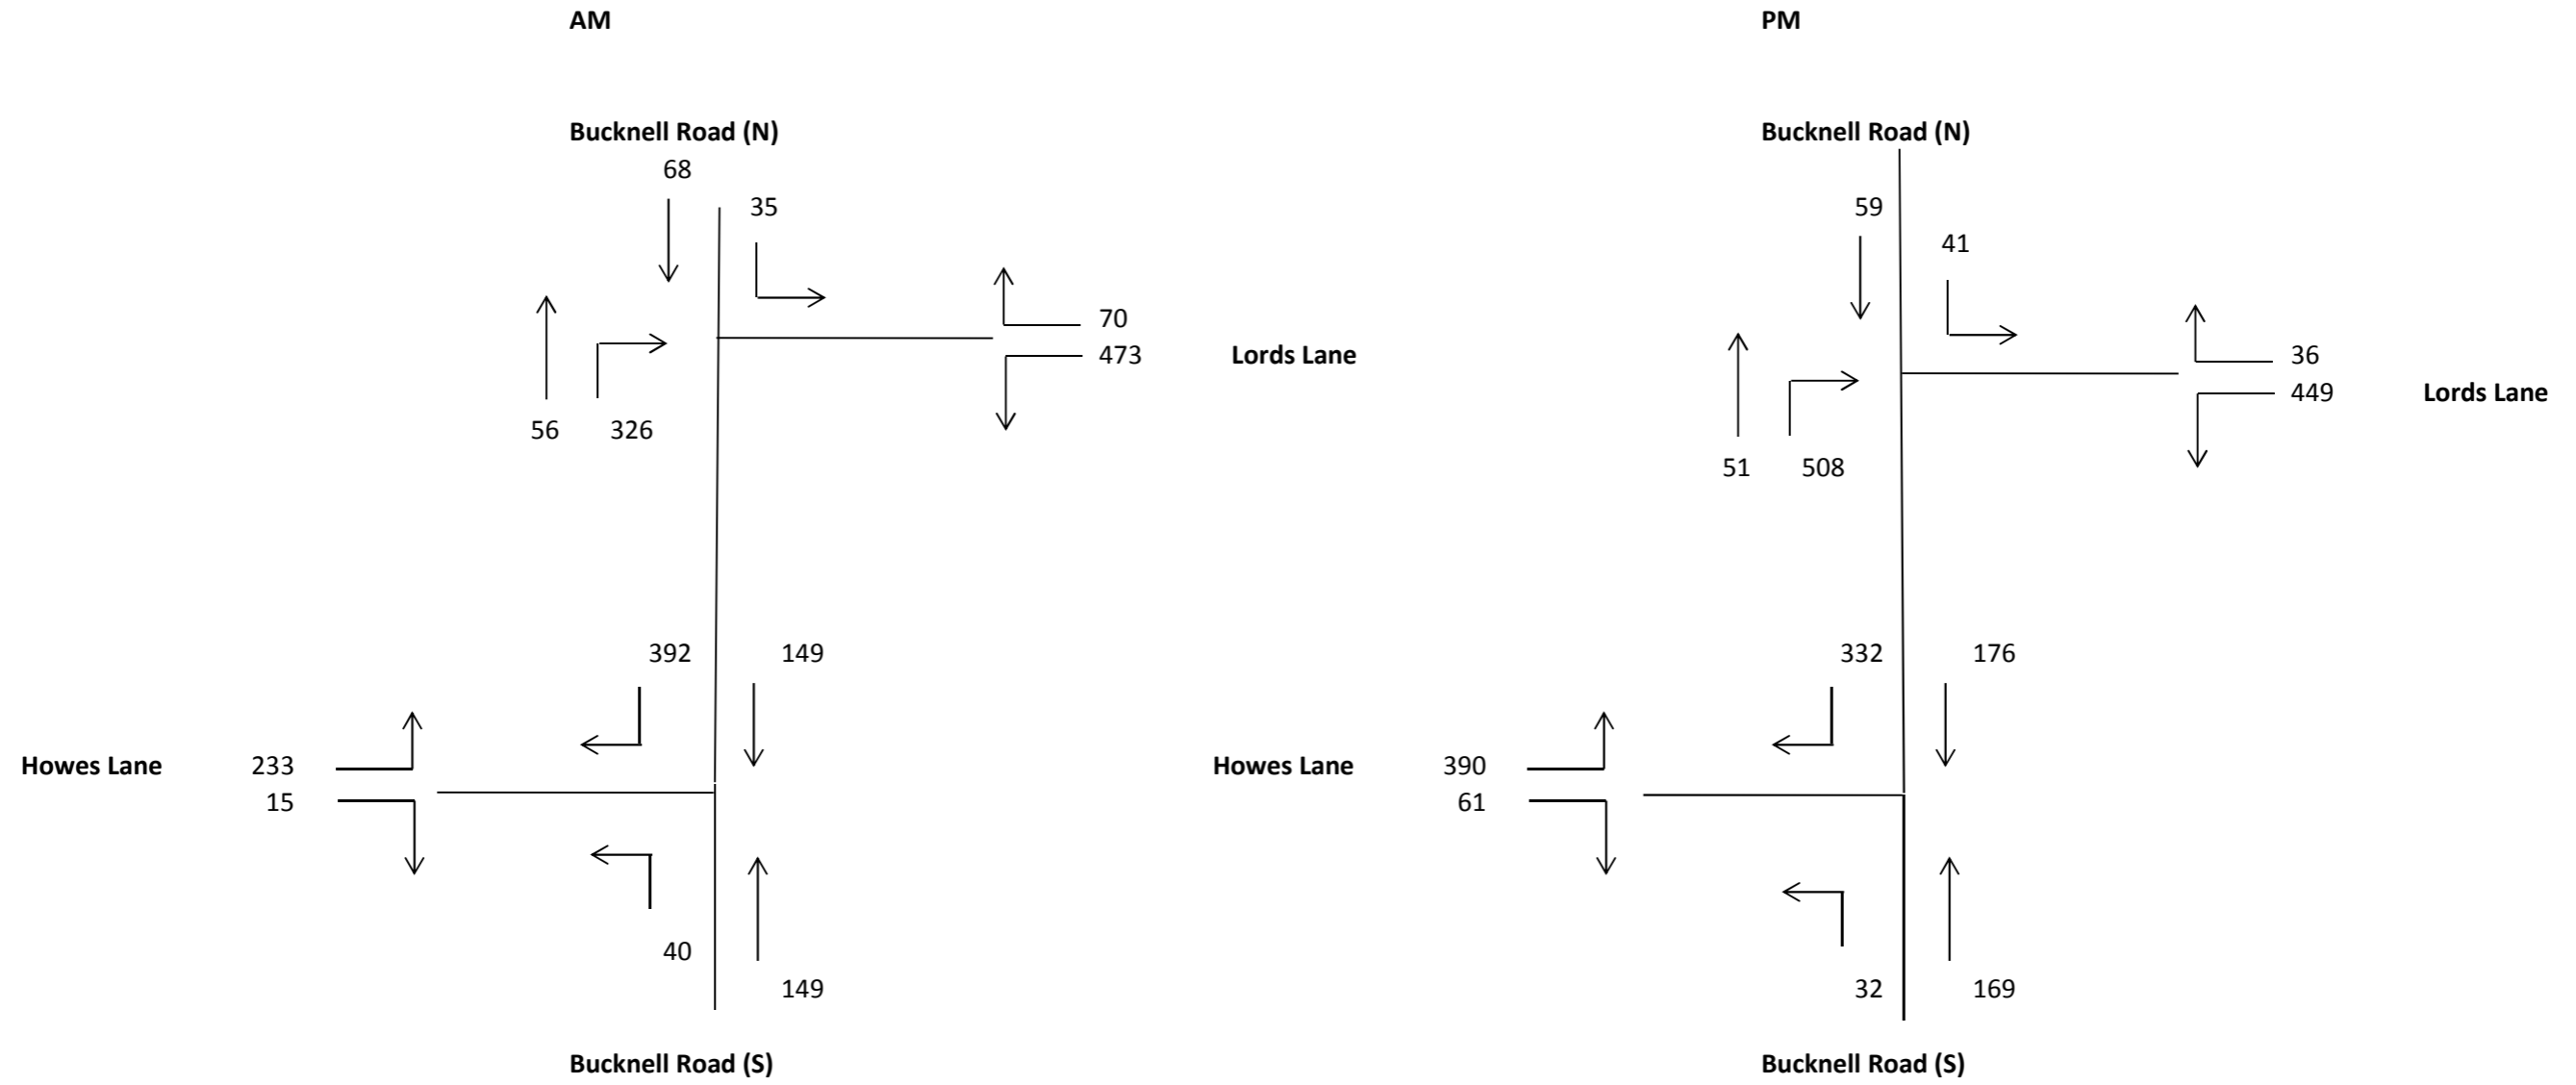 AM
Bucknell Road (N)
68
35
70
473
Lords Lane
56 326
392 149
Howes Lane
233
15
40
149
Bucknell Road (S)
PM
Bucknell Road (N)
59
41
36
449
Lords Lane
51 508
332 176
Howes Lane
390
61
32 169
Bucknell Road (S)